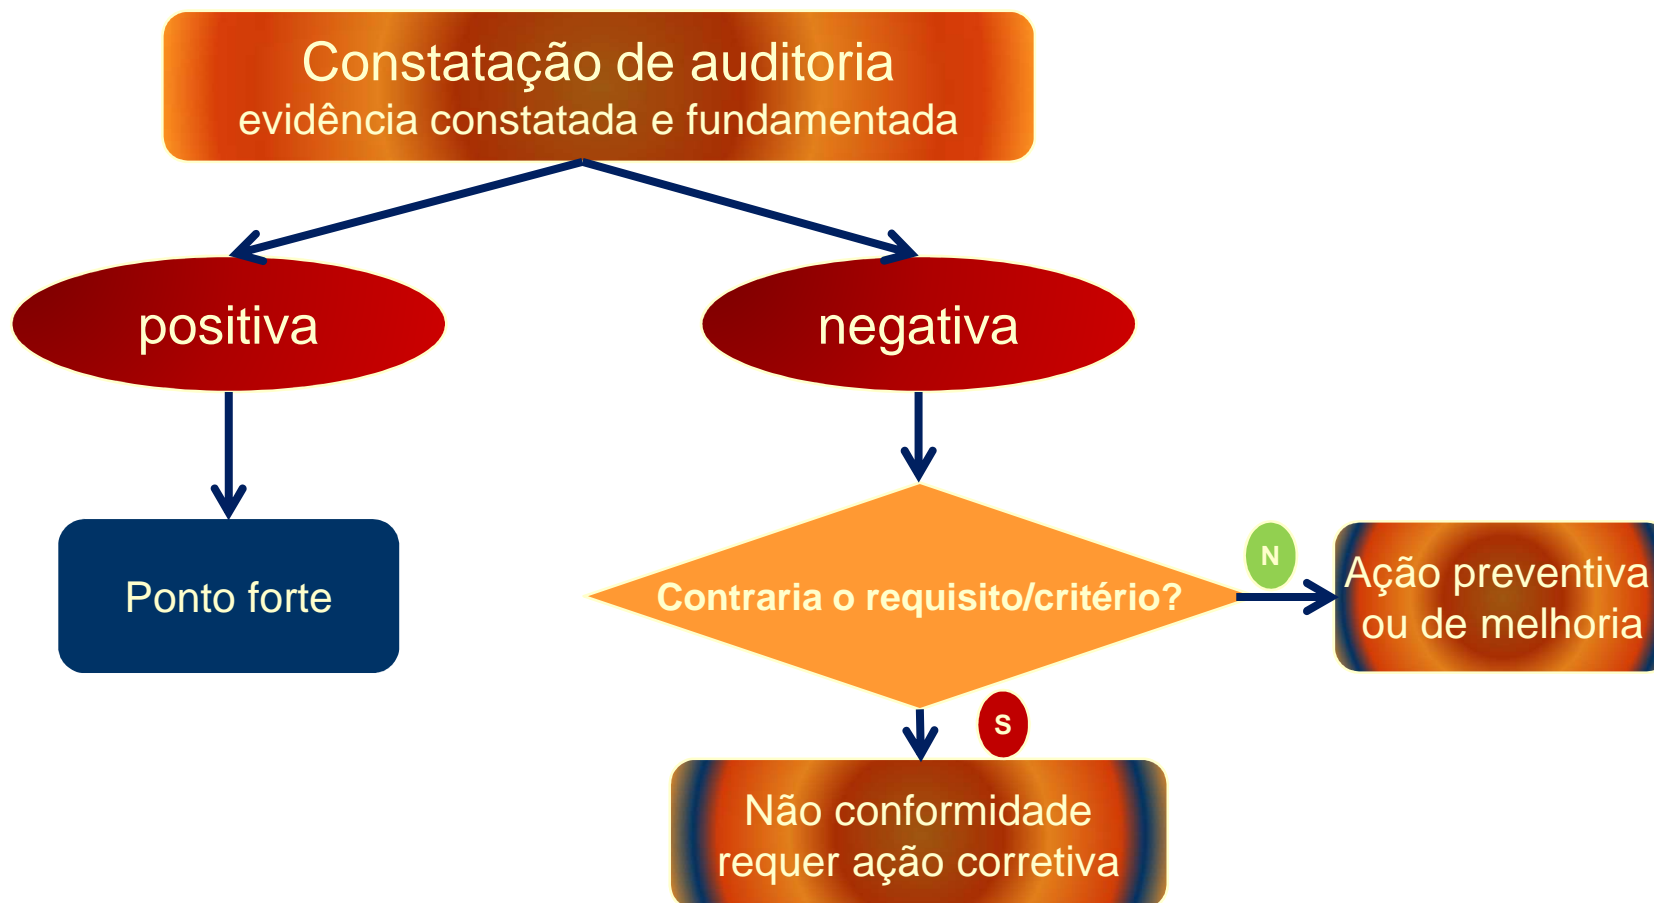 Constatação de auditoria
evidência constatada e fundamentada
positiva
negativa
Ponto forte
Contraria o requisito/critério?
N
Ação preventiva
ou de melhoria
S
Não conformidade
requer ação corretiva